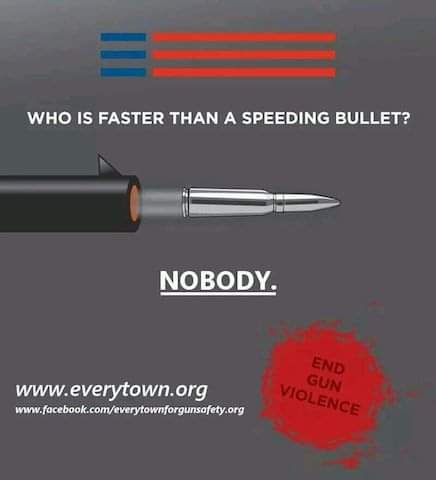 WHO IS FASTER THAN A SPEEDING BULLET?
NOBODY.
END
GUN
VIOLENCE
www.everytown.org
www.facebook.com/everytownforgunsafety.org